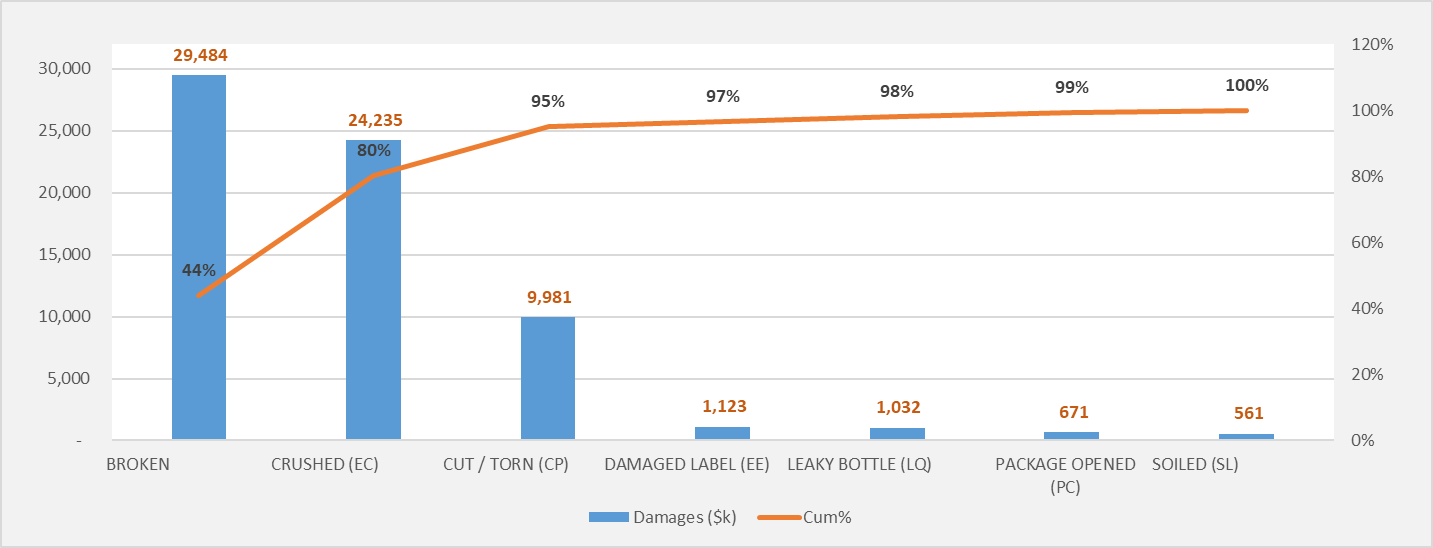 120%
29,484
30,000
99%
100%
95%
97%
98%
100%
25,000
24,235
80%
80%
20,000
15,000
60%
44%
9,981
10,000
40%
5,000
20%
1,123
1,032
671
561
-
0%
BROKEN
CRUSHED (EC)
CUT / TORN (CP)
DAMAGED LABEL (EE)
LEAKY BOTTLE (LQ)
PACKAGE OPENED
(PC)
SOILED (SL)
Damages ($k)
Cum%